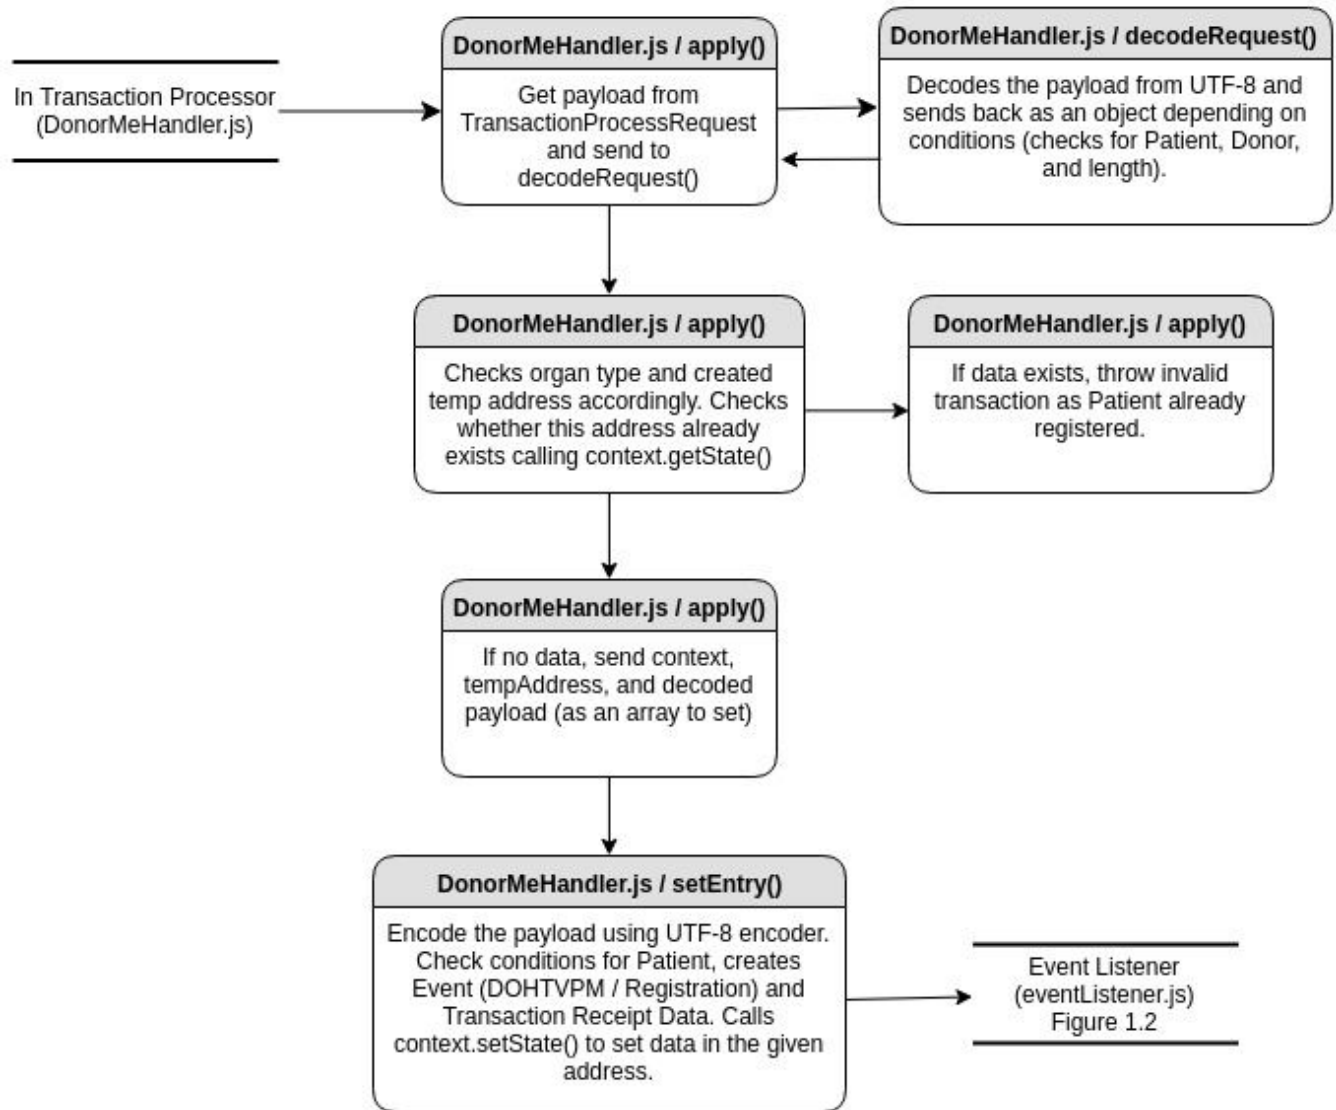 DonorMeHandler.js / apply()
DonorMeHandler.js / decodeRequest()
In Transaction Processor
(DonorMeHandler.js)
Get payload from
TransactionProcessRequest
and send to
decodeRequest()
Decodes the payload from UTF-8 and
sends back as an object depending on
conditions (checks for Patient, Donor,
and length).
DonorMeHandler.js / apply()
Checks organ type and created
temp address accordingly. Checks
whether this address already
exists calling context.getState()
DonorMeHandler.js / apply()
If data exists, throw invalid
transaction as Patient already
registered.
DonorMeHandler.js / apply()
If no data, send context,
tempAddress, and decoded
payload (as an array to set)
DonorMeHandler.js / setEntry()
Encode the payload using UTF-8 encoder.
Check conditions for Patient, creates
Event (DOHTVPM / Registration) and
Transaction Receipt Data. Calls
context.setState() to set data in the given
address.
Event Listener
(eventListener.js)
Figure 1.2